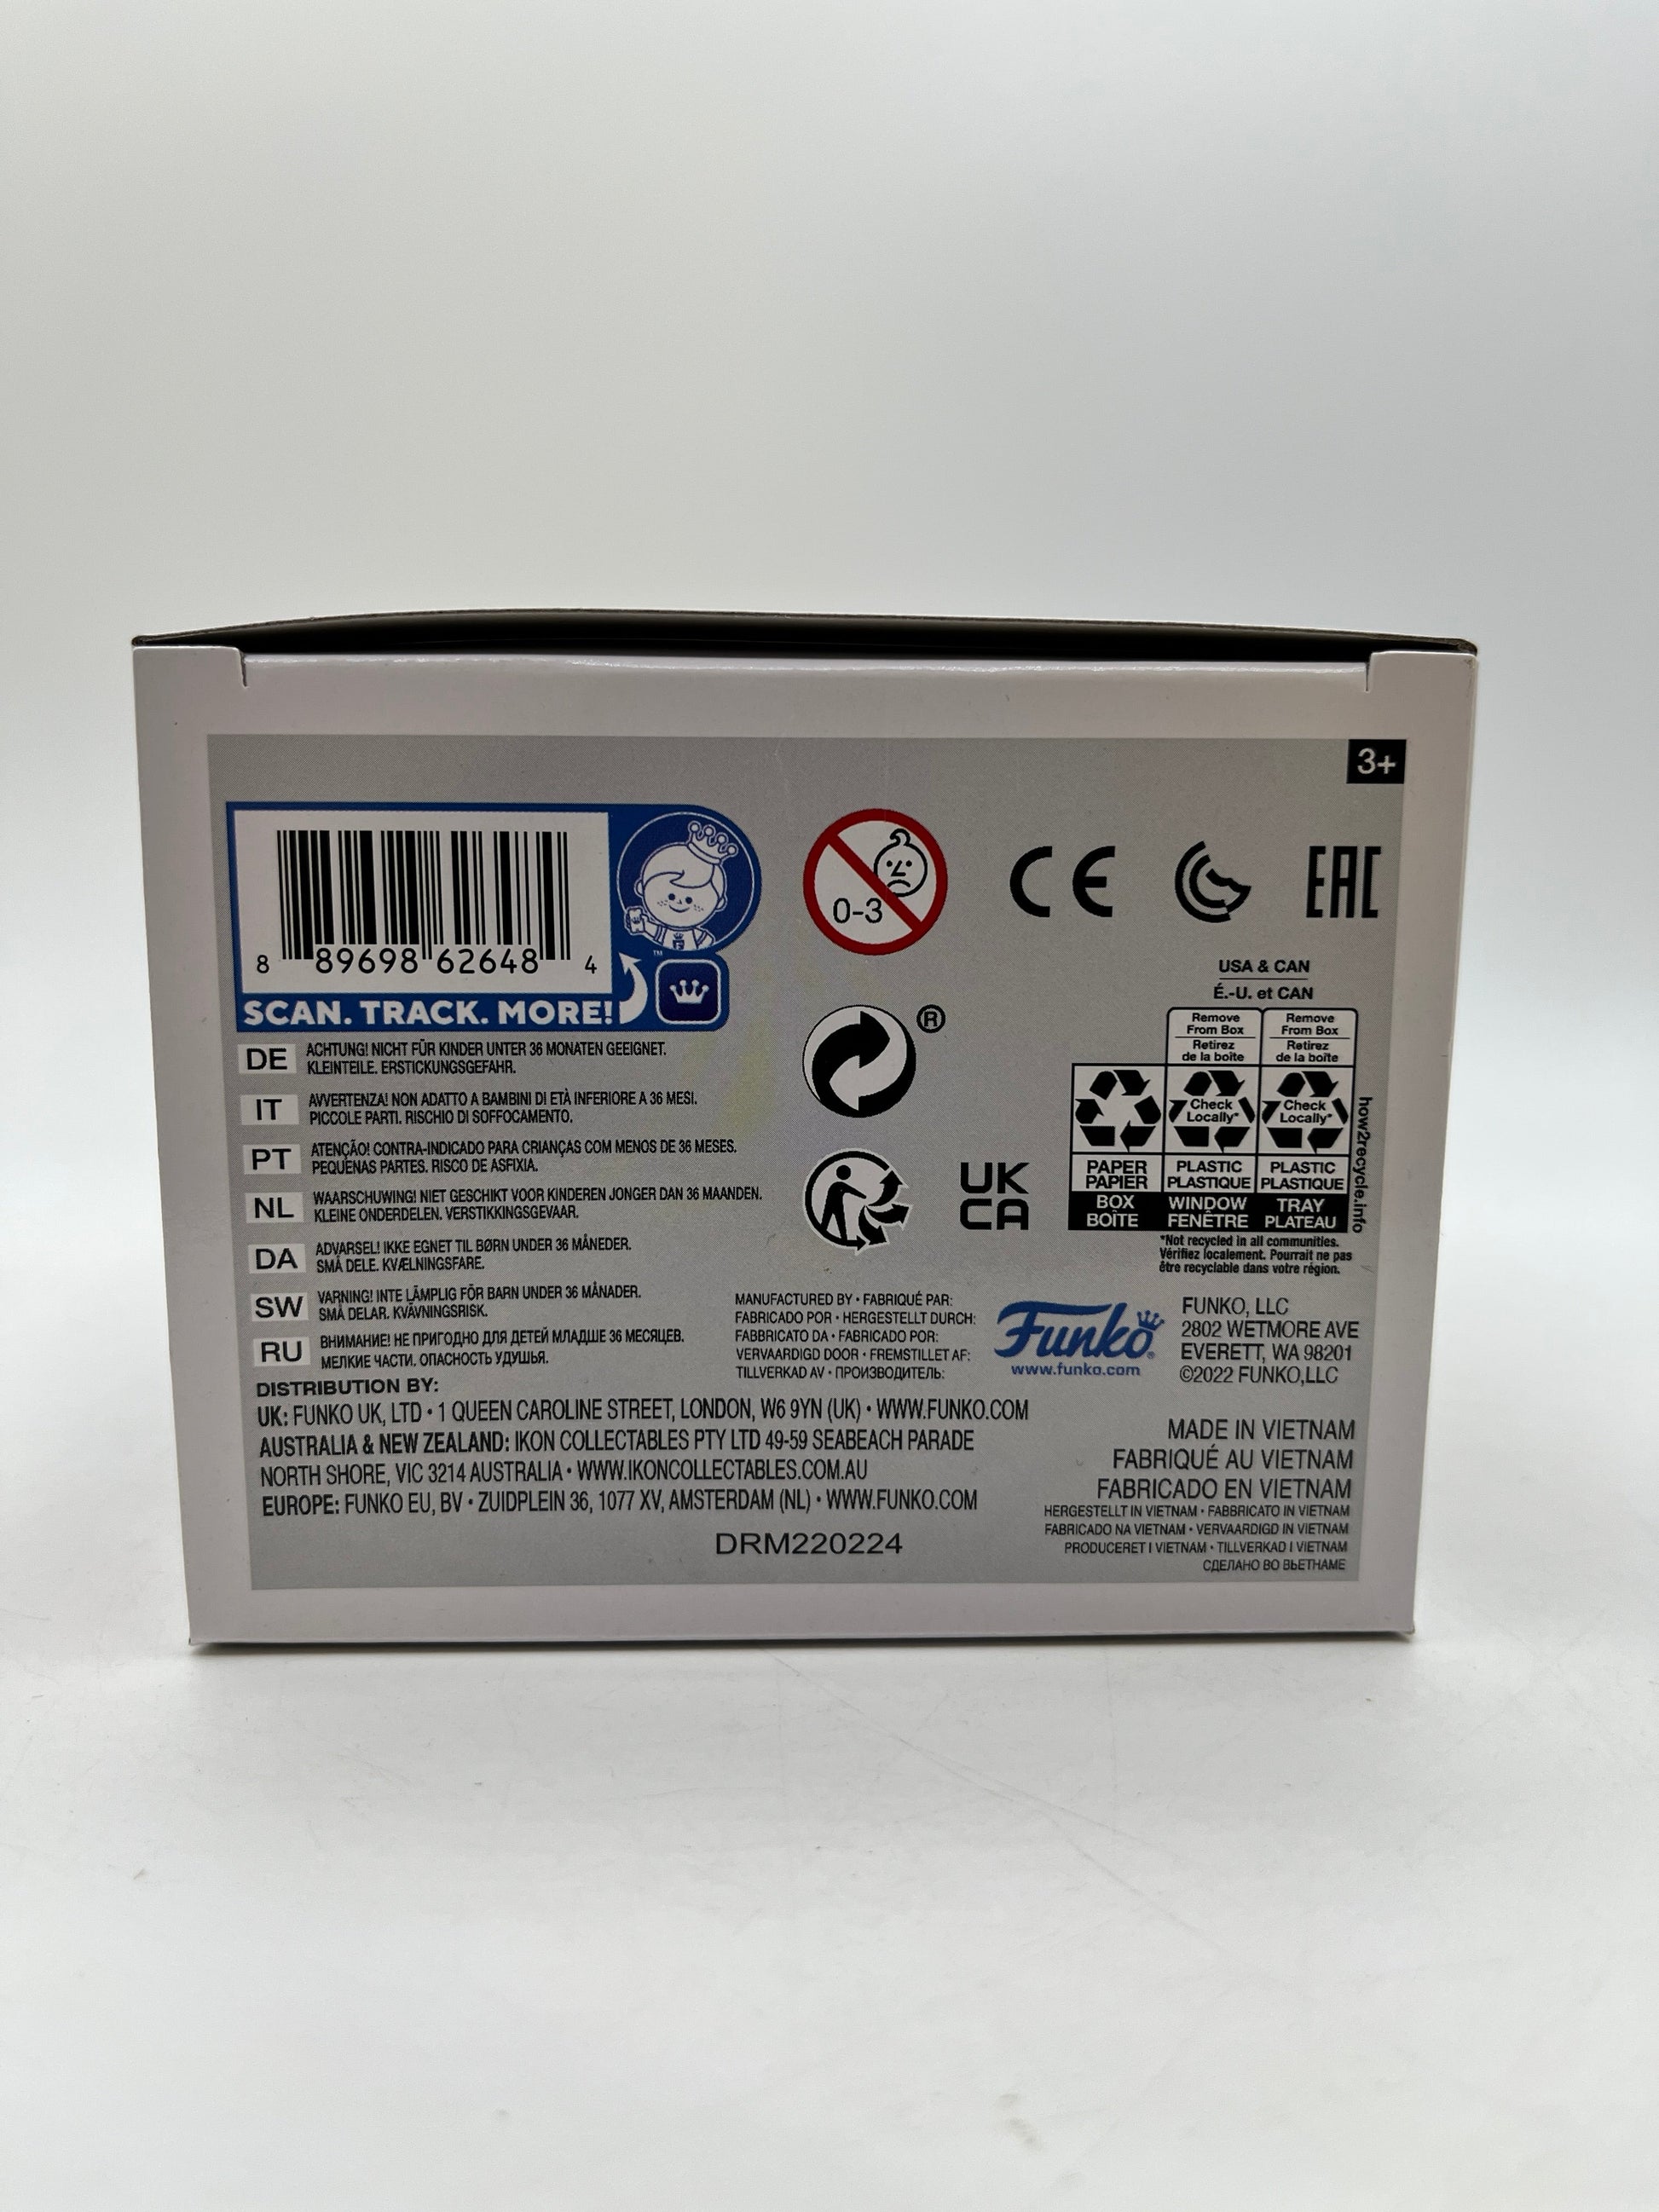 3+
8 89698 62648 4
SCAN. TRACK. MORE!
TM
0-3
CE
EAC
DE ACHTUNG! NICHT FÜR KINDER UNTER 36 MONATEN GEEIGNET.
KLEINTEILE. ERSTICKUNGSGEFAHR.
IT AVVERTENZA! NON ADATTO A BAMBINI DI ETÀ INFERIORE A 36 MESI.
PICCOLE PARTI. RISCHIO DI SOFFOCAMENTO.
PT ATENÇÃO! CONTRA-INDICADO PARA CRIANÇAS COM MENOS DE 36 MESES.
PEQUENAS PARTES. RISCO DE ASFIXIA.
NL WAARSCHUWING! NIET GESCHIKT VOOR KINDEREN JONGER DAN 36 MAANDEN.
KLEINE ONDERDELEN. VERSTIKKINGSGEVAAR.
DA ADVARSEL! IKKE EGNET TIL BØRN UNDER 36 MÅNEDER.
SMÅ DELE. KVÆLNINGSFARE.
SW VARNING! INTE LÄMPLIG FÖR BARN UNDER 36 MÅNADER.
SMÅ DELAR. KVÄVNINGSRISK.
RU ВНИМАНИЕ! НЕ ПРИГОДНО ДЛЯ ДЕТЕЙ МЛАДШЕ 36 МЕСЯЦЕВ.
МЕЛКИЕ ЧАСТИ. ОПАСНОСТЬ УДУШЬЯ.
®
UK
CA
USA & CAN
É.-U. et CAN
Remove
From Box
Retirez
de la boîte
Remove
From Box
Retirez
de la boîte
Check
Locally*
Check
Locally*
PAPER
PAPIER
PLASTIC
PLASTIQUE
PLASTIC
PLASTIQUE
BOX
BOÎTE
WINDOW
FENÊTRE
TRAY
PLATEAU
how2recycle.info
*Not recycled in all communities.
Vérifiez localement. Pourrait ne pas
être recyclable dans votre région.
MANUFACTURED BY • FABRIQUÉ PAR:
FABRICADO POR • HERGESTELLT DURCH:
FABBRICATO DA • FABRICADO POR:
VERVAARDIGD DOOR • FREMSTILLET AF:
TILLVERKAD AV • ПРОИЗВОДИТЕЛЬ:
Funko®
www.funko.com
FUNKO, LLC
2802 WETMORE AVE
EVERETT, WA 98201
©2022 FUNKO,LLC
DISTRIBUTION BY:
UK: FUNKO UK, LTD • 1 QUEEN CAROLINE STREET, LONDON, W6 9YN (UK) • WWW.FUNKO.COM
AUSTRALIA & NEW ZEALAND: IKON COLLECTABLES PTY LTD 49-59 SEABEACH PARADE
NORTH SHORE, VIC 3214 AUSTRALIA • WWW.IKONCOLLECTABLES.COM.AU
EUROPE: FUNKO EU, BV • ZUIDPLEIN 36, 1077 XV, AMSTERDAM (NL) • WWW.FUNKO.COM
DRM220224
MADE IN VIETNAM
FABRIQUÉ AU VIETNAM
FABRICADO EN VIETNAM
HERGESTELLT IN VIETNAM • FABBRICATO IN VIETNAM
FABRICADO NA VIETNAM • VERVAARDIGD IN VIETNAM
PRODUCERET I VIETNAM • TILLVERKAD I VIETNAM
СДЕЛАНО ВО ВЬЕТНАМЕ